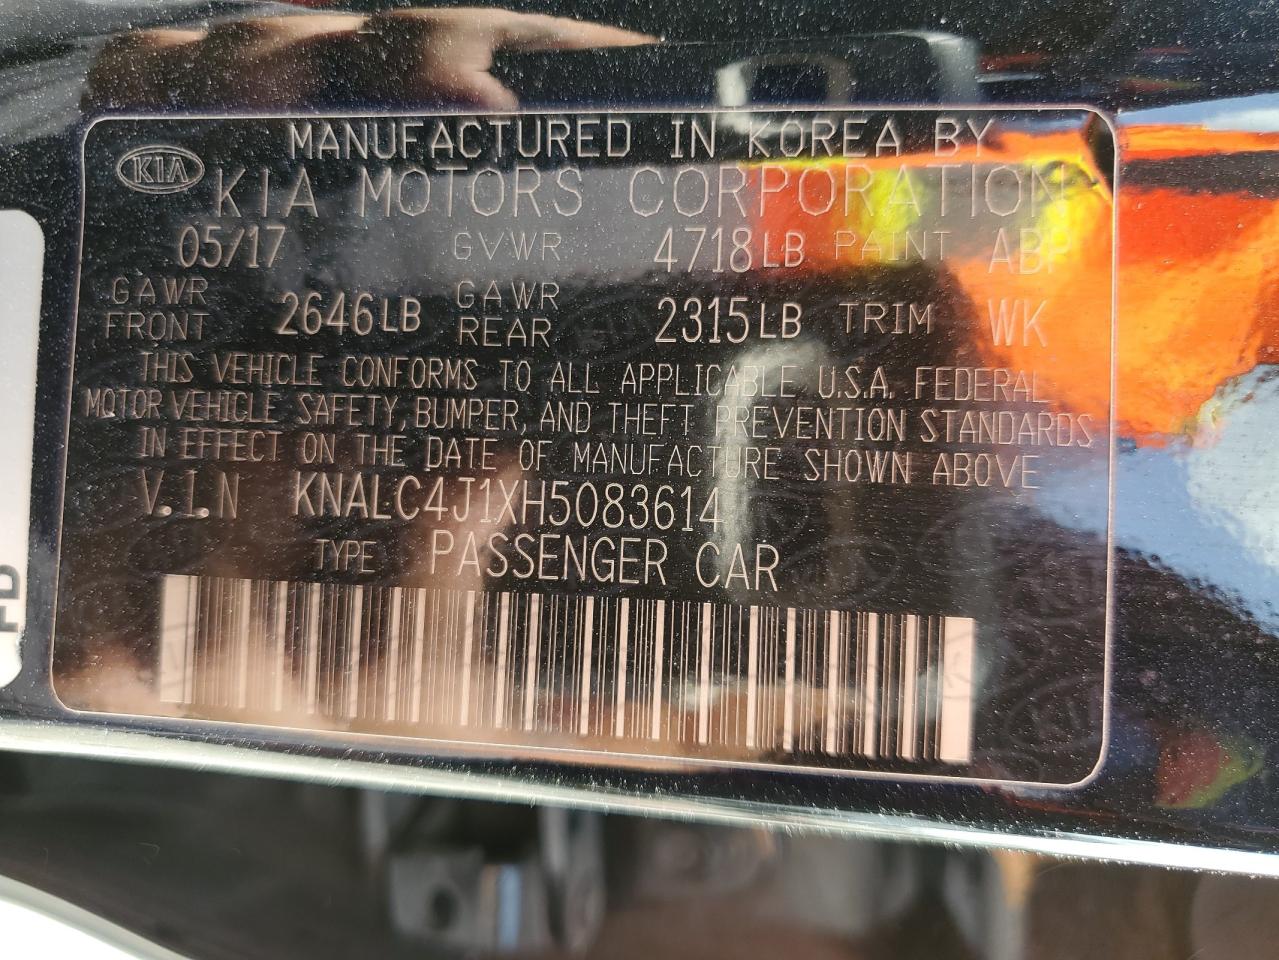 MANUFACTURED IN KOREA BY
KIA KIA MOTORS CORPORATION
05/17 GVWR 4718LB PAINT ABP
GAWR FRONT 2646LB GAWR REAR 2315LB TRIM WK
THIS VEHICLE CONFORMS TO ALL APPLICABLE U.S.A. FEDERAL
MOTOR VEHICLE SAFETY, BUMPER, AND THEFT PREVENTION STANDARDS
IN EFFECT ON THE DATE OF MANUFACTURE SHOWN ABOVE
V.I.N KNALC4J1XH5083614
TYPE PASSENGER CAR